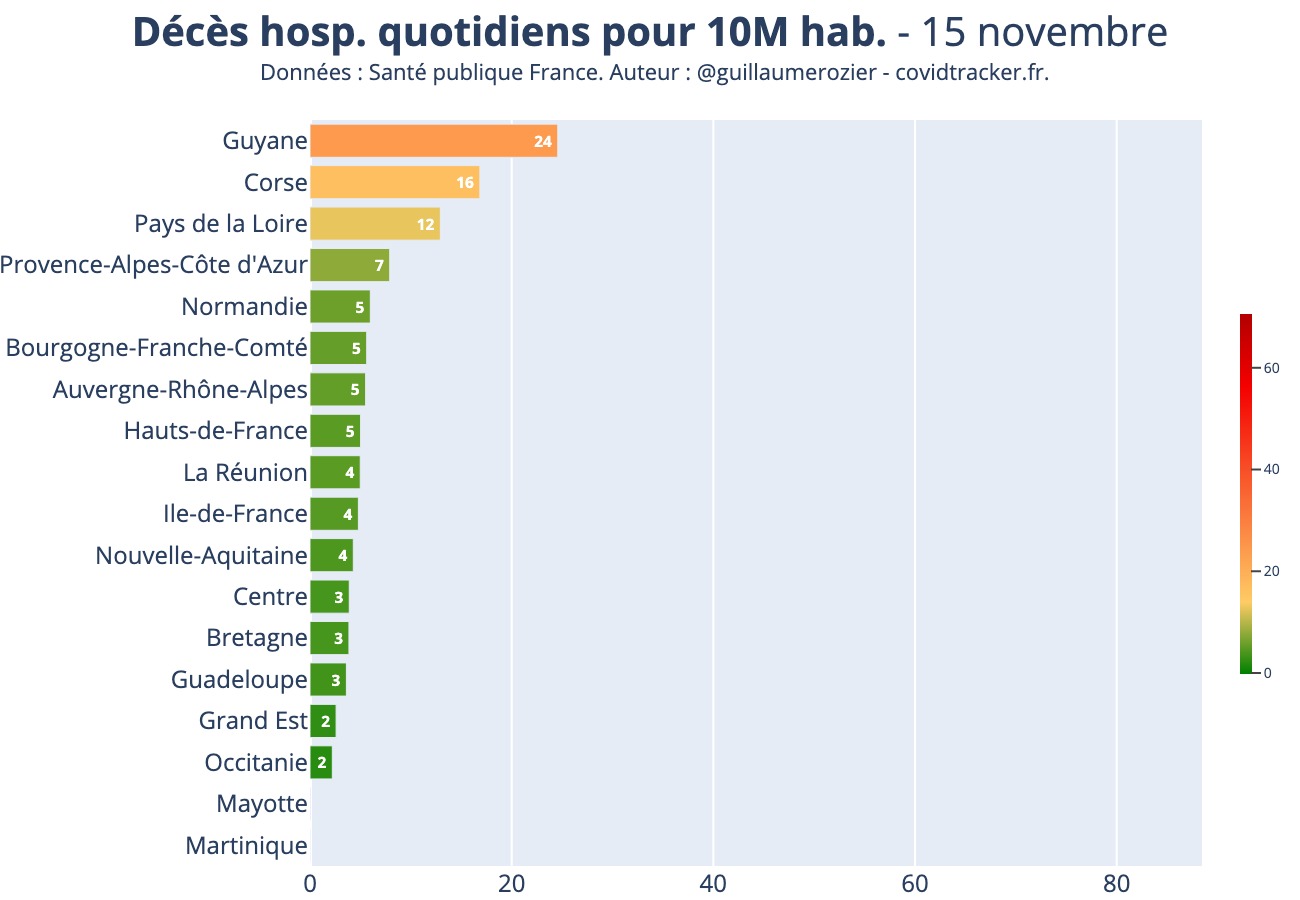 Décès hosp. quotidiens pour 10M hab. - 15 novembre
Données : Santé publique France. Auteur : @guillaumerozier - covidtracker.fr.
Guyane 24
Corse 16
Pays de la Loire 12
Provence-Alpes-Côte d'Azur 7
Normandie 5
Bourgogne-Franche-Comté 5
Auvergne-Rhône-Alpes 5
Hauts-de-France 5
La Réunion 4
Ile-de-France 4
Nouvelle-Aquitaine 4
Centre 3
Bretagne 3
Guadeloupe 3
Grand Est 2
Occitanie 2
Mayotte
Martinique
0 20 40 60 80
60
40
20
0